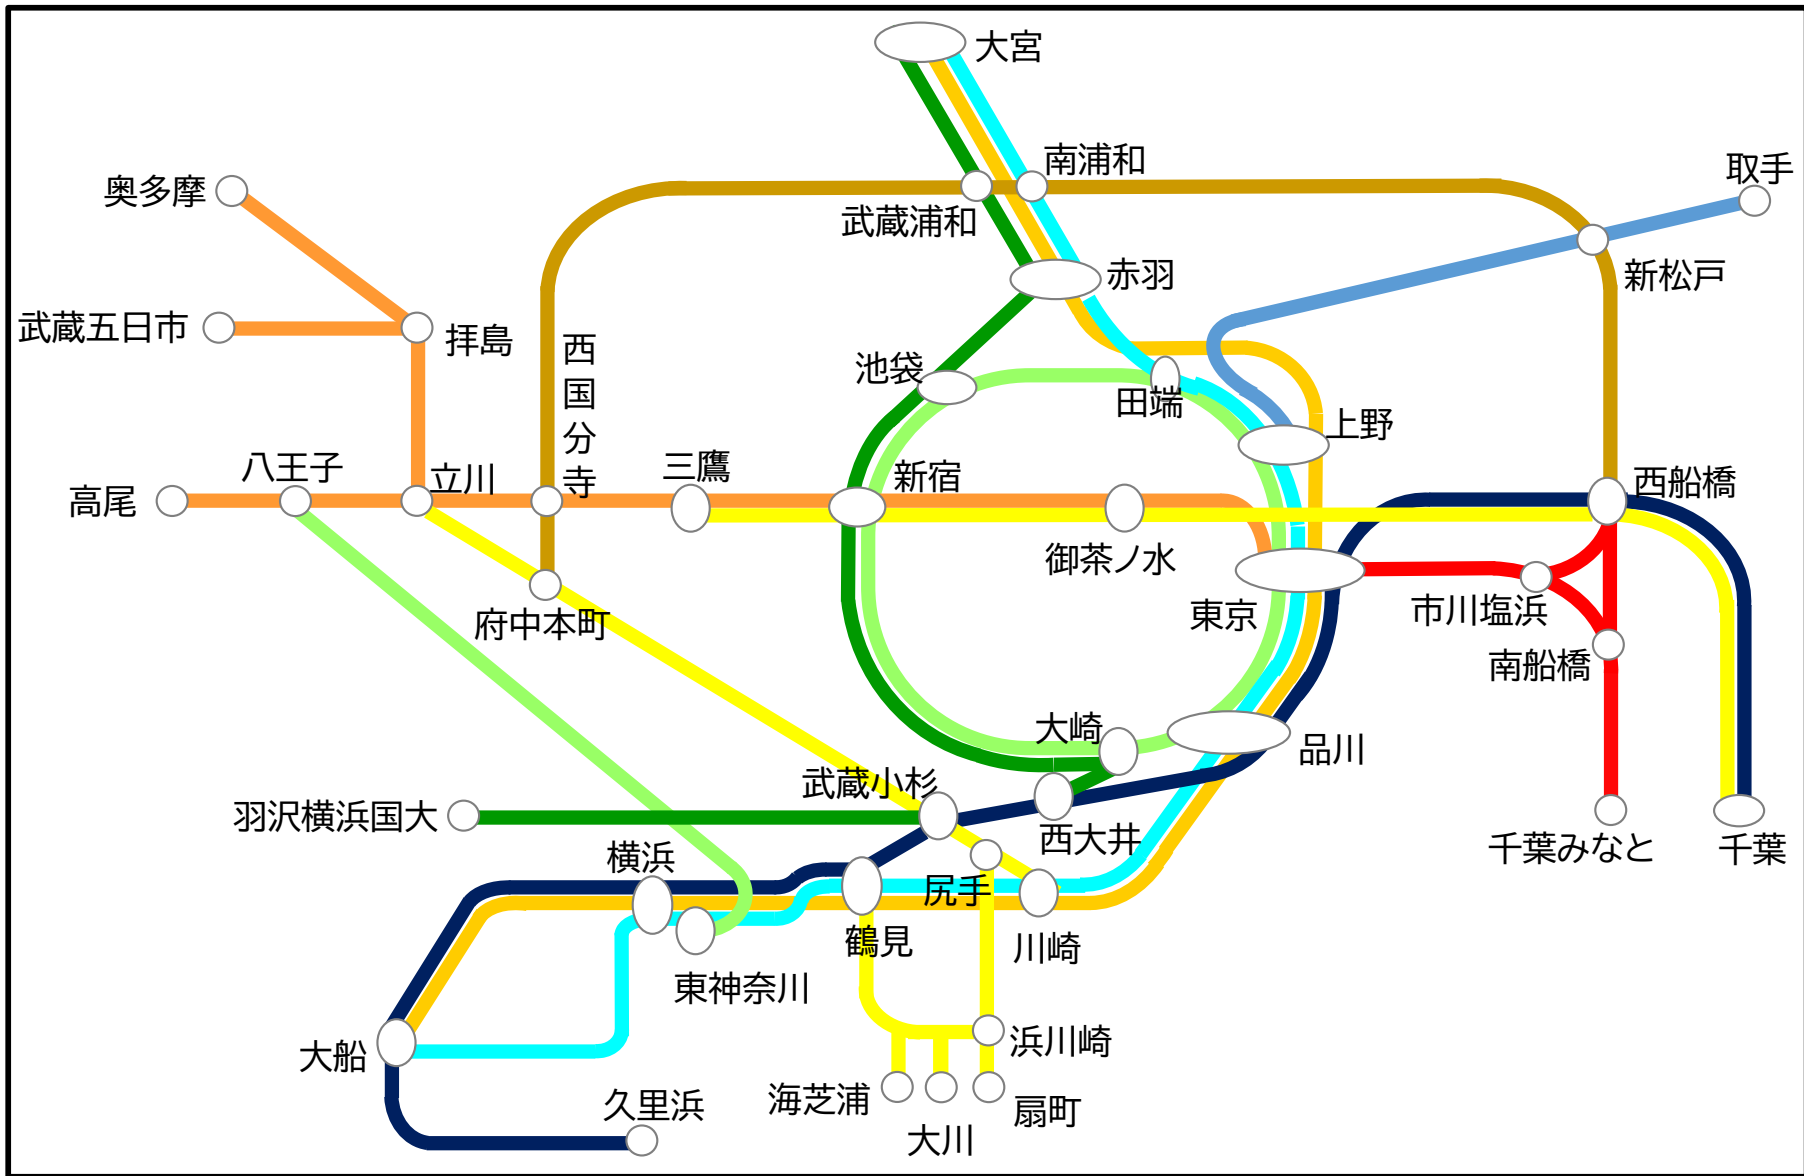 大宮
南浦和
取手
奥多摩
武蔵浦和
赤羽
新松戸
武蔵五日市
拝島
西国分寺
池袋
田端
上野
高尾
八王子
立川
三鷹
新宿
西船橋
御茶ノ水
東京
市川塩浜
府中本町
南船橋
大崎
品川
武蔵小杉
羽沢横浜国大
西大井
千葉みなと
千葉
横浜
尻手
鶴見
川崎
東神奈川
大船
浜川崎
久里浜
海芝浦
大川
扇町